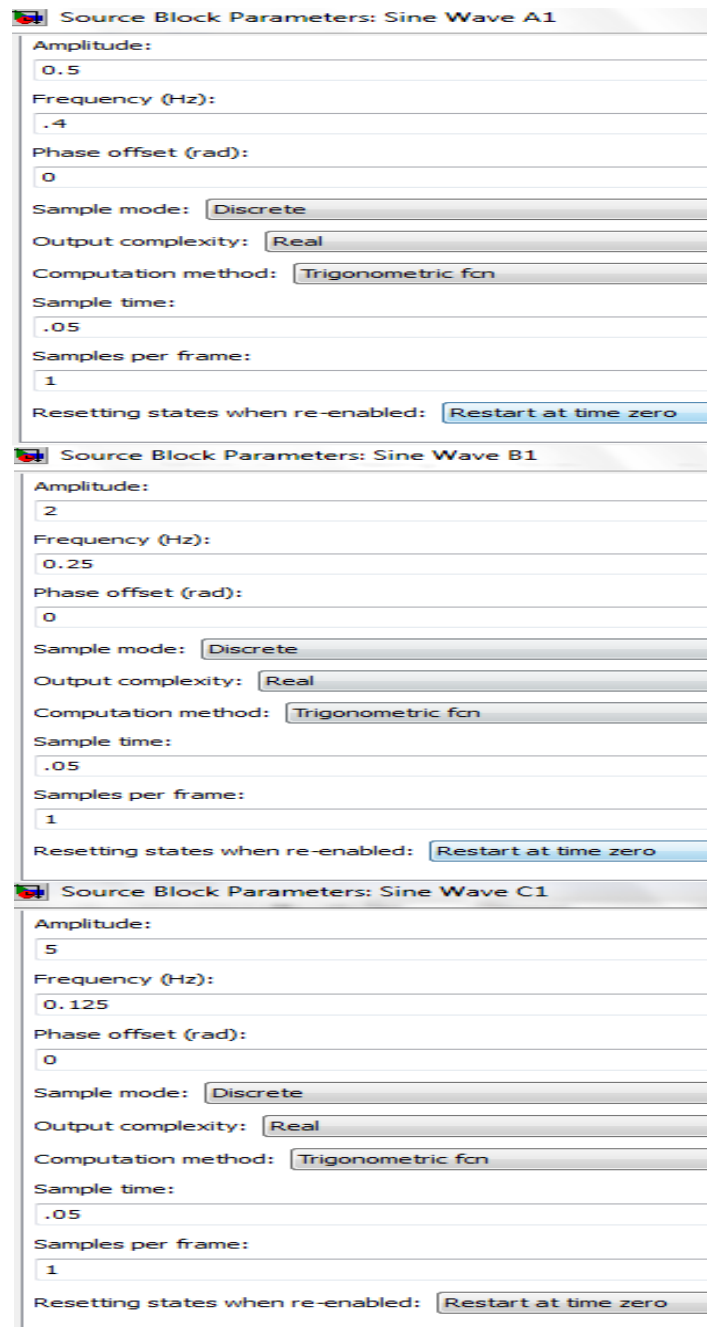 Source Block Parameters: Sine Wave A1
Amplitude:
0.5
Frequency (Hz):
.4
Phase offset (rad):
0
Sample mode: Discrete
Output complexity: Real
Computation method: Trigonometric fcn
Sample time:
.05
Samples per frame:
1
Resetting states when re-enabled: Restart at time zero
Source Block Parameters: Sine Wave B1
Amplitude:
2
Frequency (Hz):
0.25
Phase offset (rad):
0
Sample mode: Discrete
Output complexity: Real
Computation method: Trigonometric fcn
Sample time:
.05
Samples per frame:
1
Resetting states when re-enabled: Restart at time zero
Source Block Parameters: Sine Wave C1
Amplitude:
5
Frequency (Hz):
0.125
Phase offset (rad):
0
Sample mode: Discrete
Output complexity: Real
Computation method: Trigonometric fcn
Sample time:
.05
Samples per frame:
1
Resetting states when re-enabled: Restart at time zero